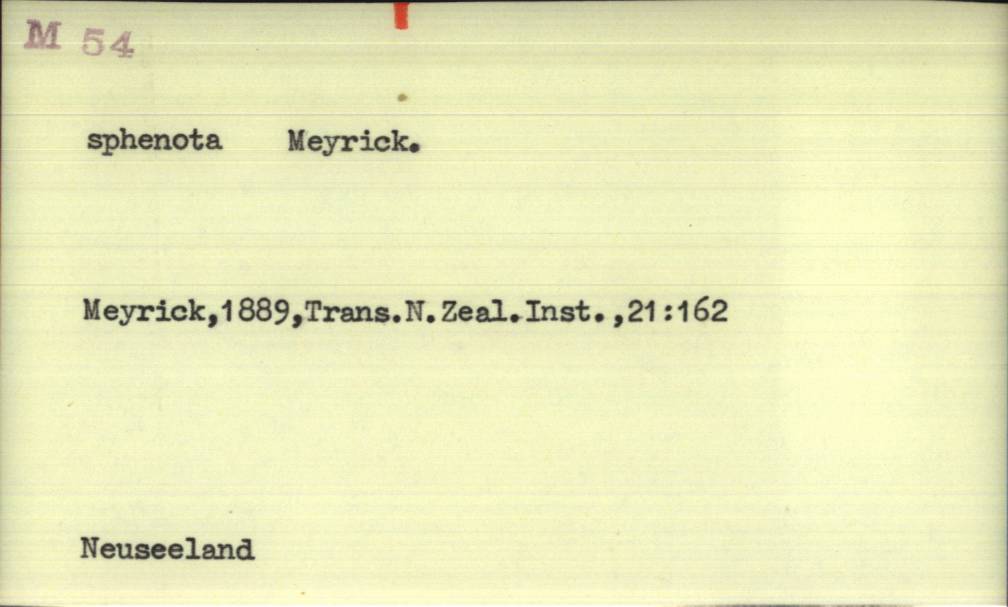 M 54
sphenota Meyrick.
Meyrick,1889,Trans.N.Zeal.Inst.,21:162
Neuseeland